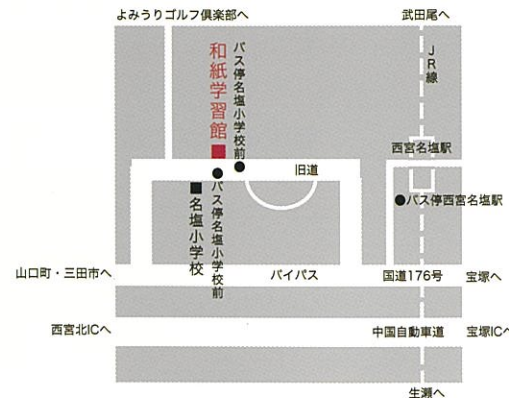 よみうりゴルフ倶楽部へ
武田尾へ
JR線
バス停名塩小学校前
和紙学習館
西宮名塩駅
旧道
バス停西宮名塩駅
バス停名塩小学校前
名塩小学校
山口町・三田市へ
バイパス
国道176号
宝塚へ
西宮北ICへ
中国自動車道
宝塚ICへ
生瀬へ